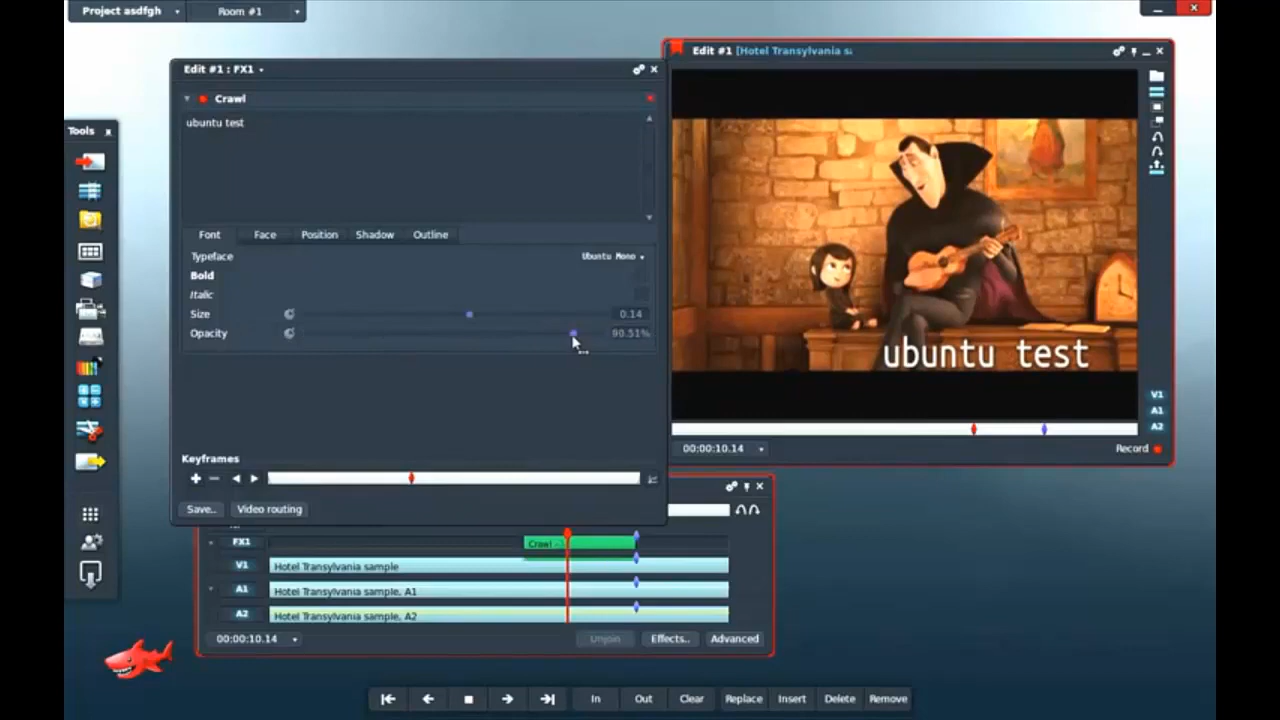 Project asdfgh
Room #1
Edit #1 [Hotel Transylvania s:
Edit #1 : FX1
Crawl
ubuntu test
Tools
Font
Face
Position
Shadow
Outline
Typeface
Ubuntu Mono
Bold
Italic
Size
0.14
Opacity
90.51%
ubuntu test
V1
A1
A2
00:00:10.14
Record
Keyframes
Save..
Video routing
FX1
Crawl
V1
Hotel Transylvania sample
A1
Hotel Transylvania sample, A1
A2
Hotel Transylvania sample, A2
00:00:10.14
Unjoin
Effects..
Advanced
In
Out
Clear
Replace
Insert
Delete
Remove